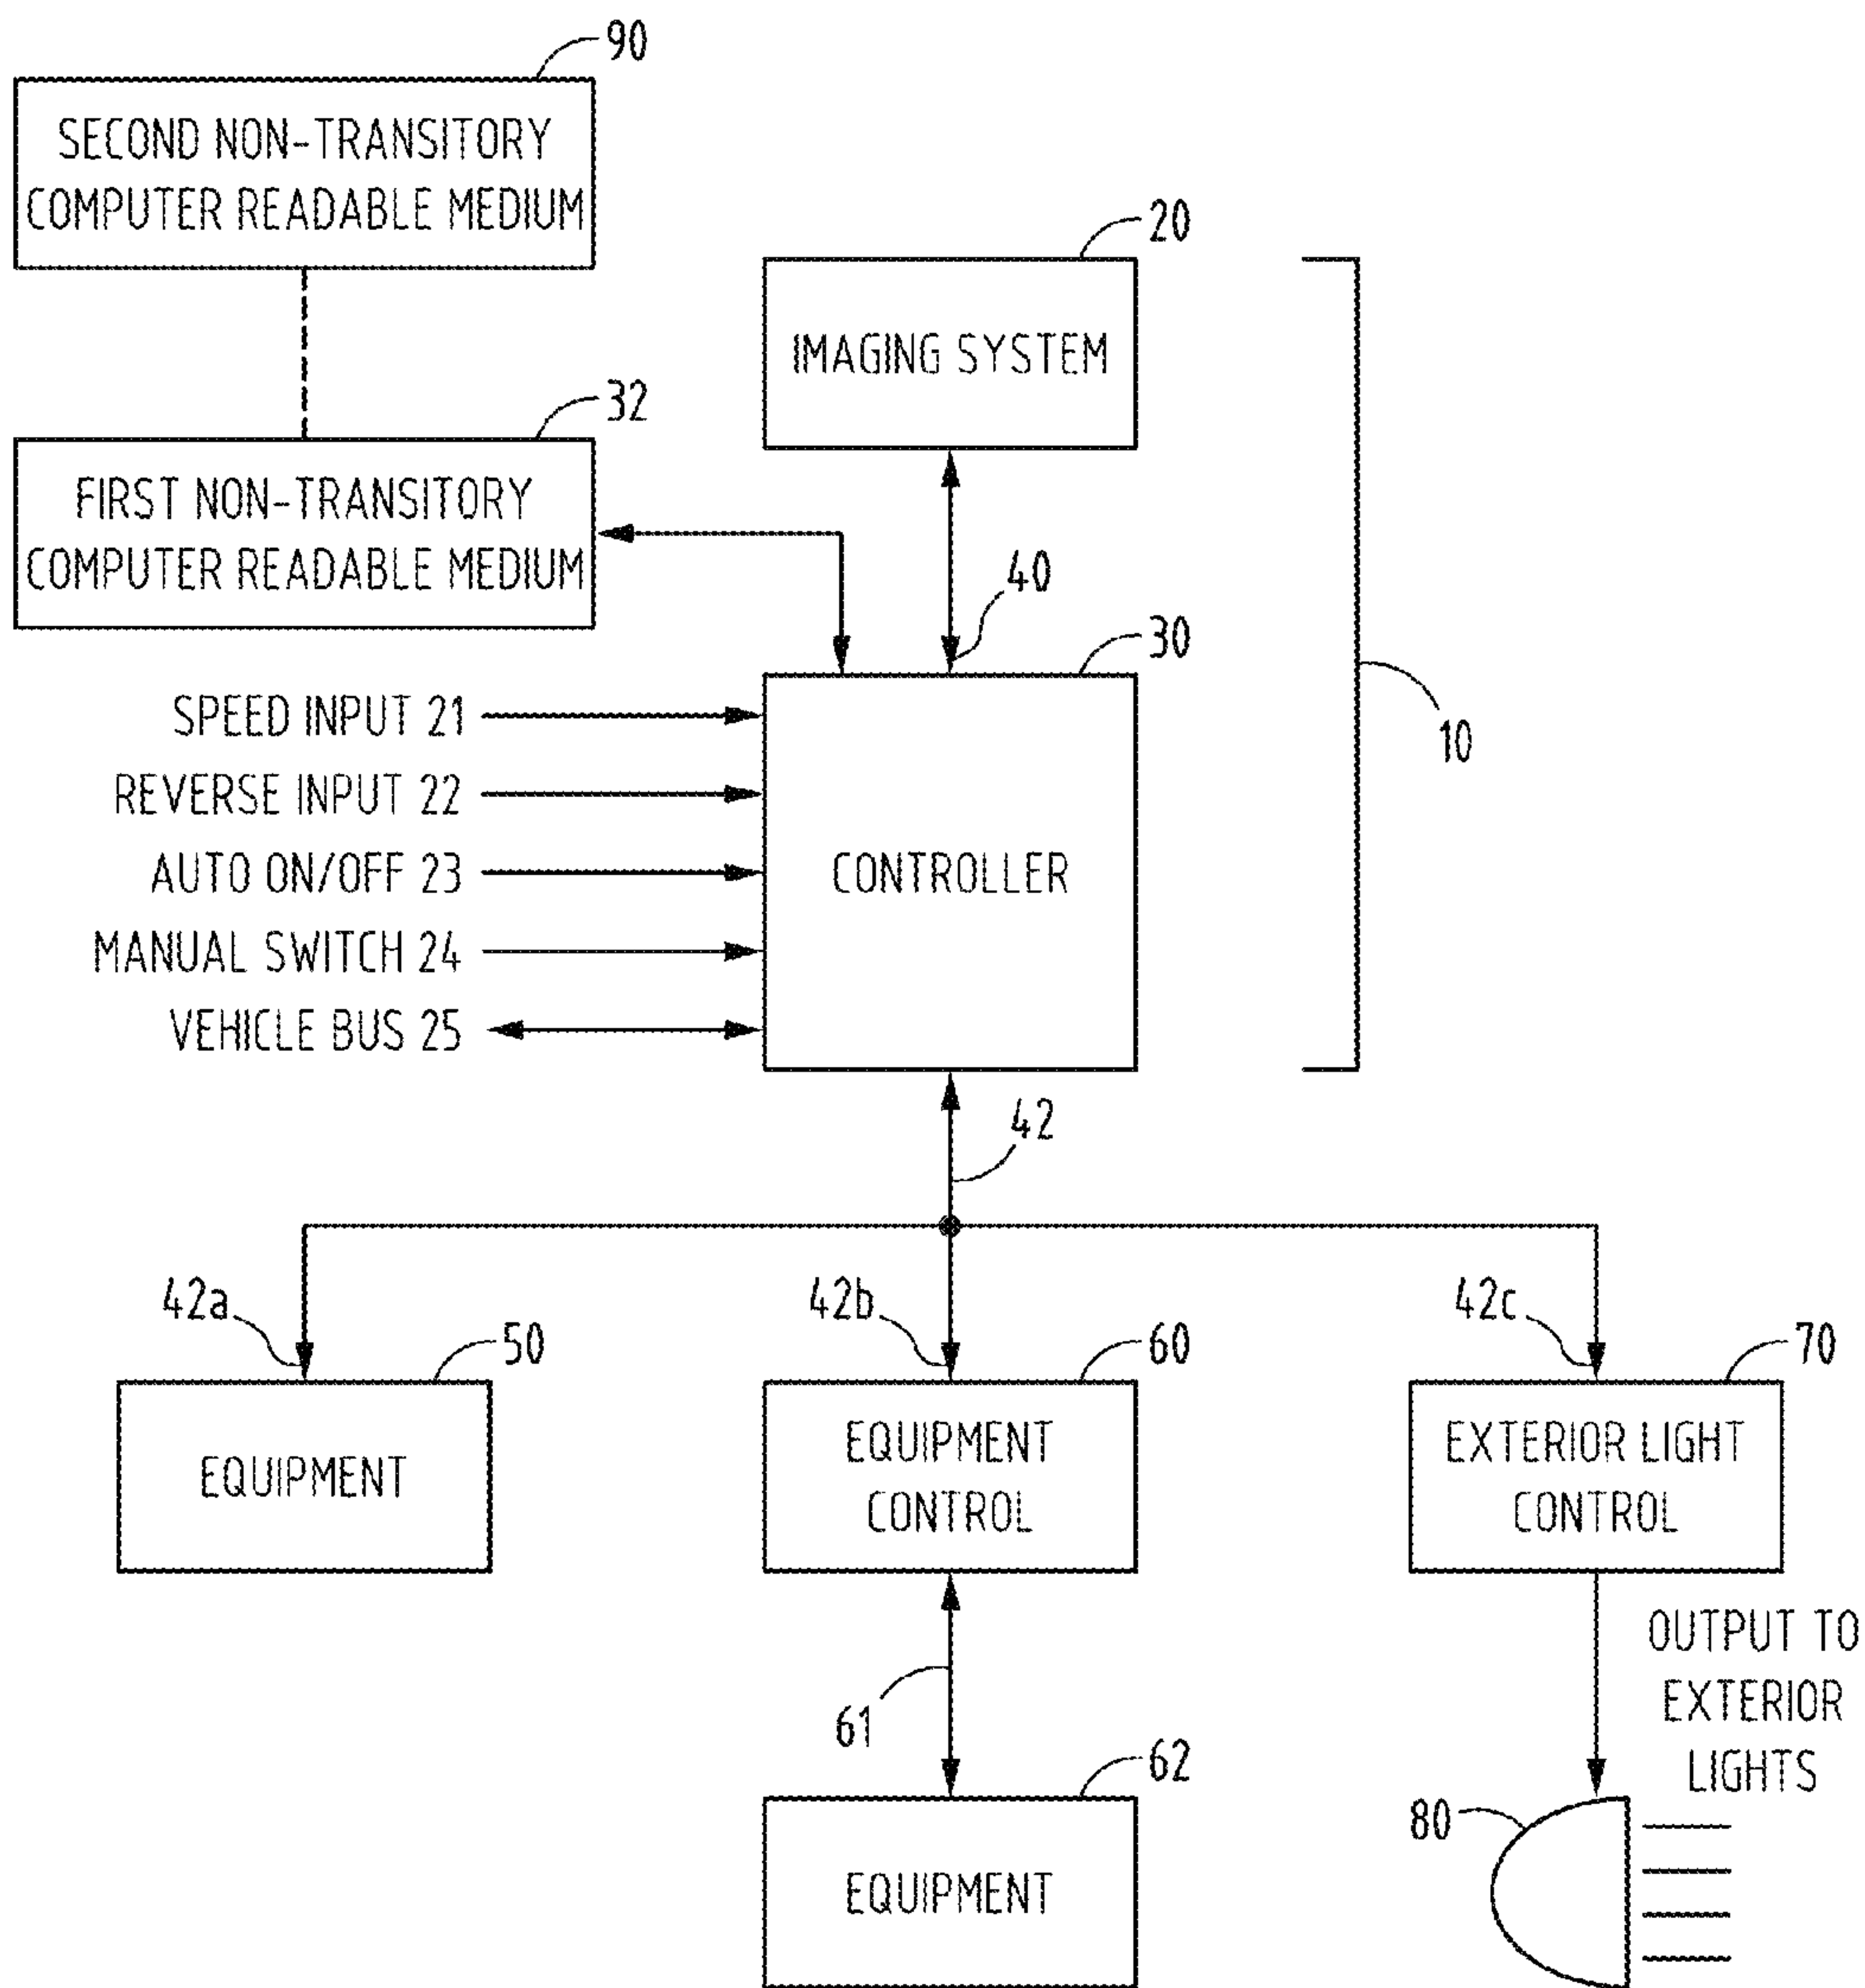 90
SECOND NON-TRANSITORY
COMPUTER READABLE MEDIUM
20
IMAGING SYSTEM
32
FIRST NON-TRANSITORY
COMPUTER READABLE MEDIUM
40
30
10
SPEED INPUT 21
REVERSE INPUT 22
AUTO ON/OFF 23
CONTROLLER
MANUAL SWITCH 24
VEHICLE BUS 25
42
42a
42b
42c
50
60
70
EQUIPMENT
EQUIPMENT
CONTROL
EXTERIOR LIGHT
CONTROL
OUTPUT TO
EXTERIOR
LIGHTS
61
62
80
EQUIPMENT